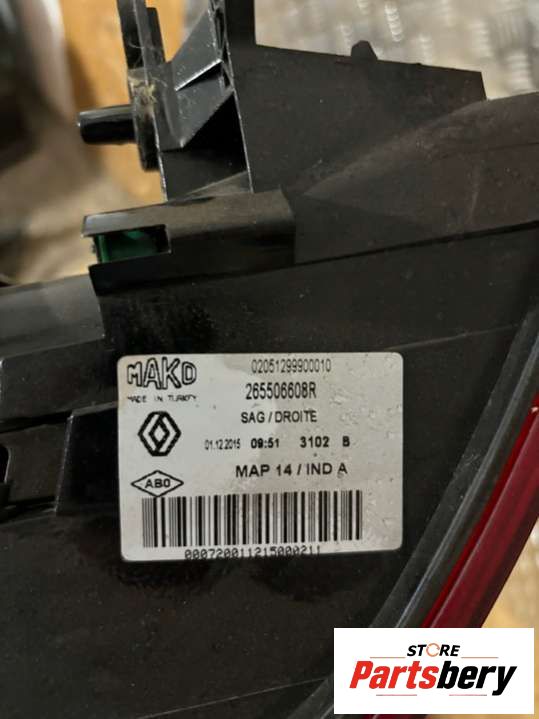 MAKO
MADE IN TURKEY
02051299900010
265506608R
SAG / DROITE
01.12.2015 09:51 3102 B
ABO
MAP 14 / IND A
000720011215000211
STORE
Partsbery